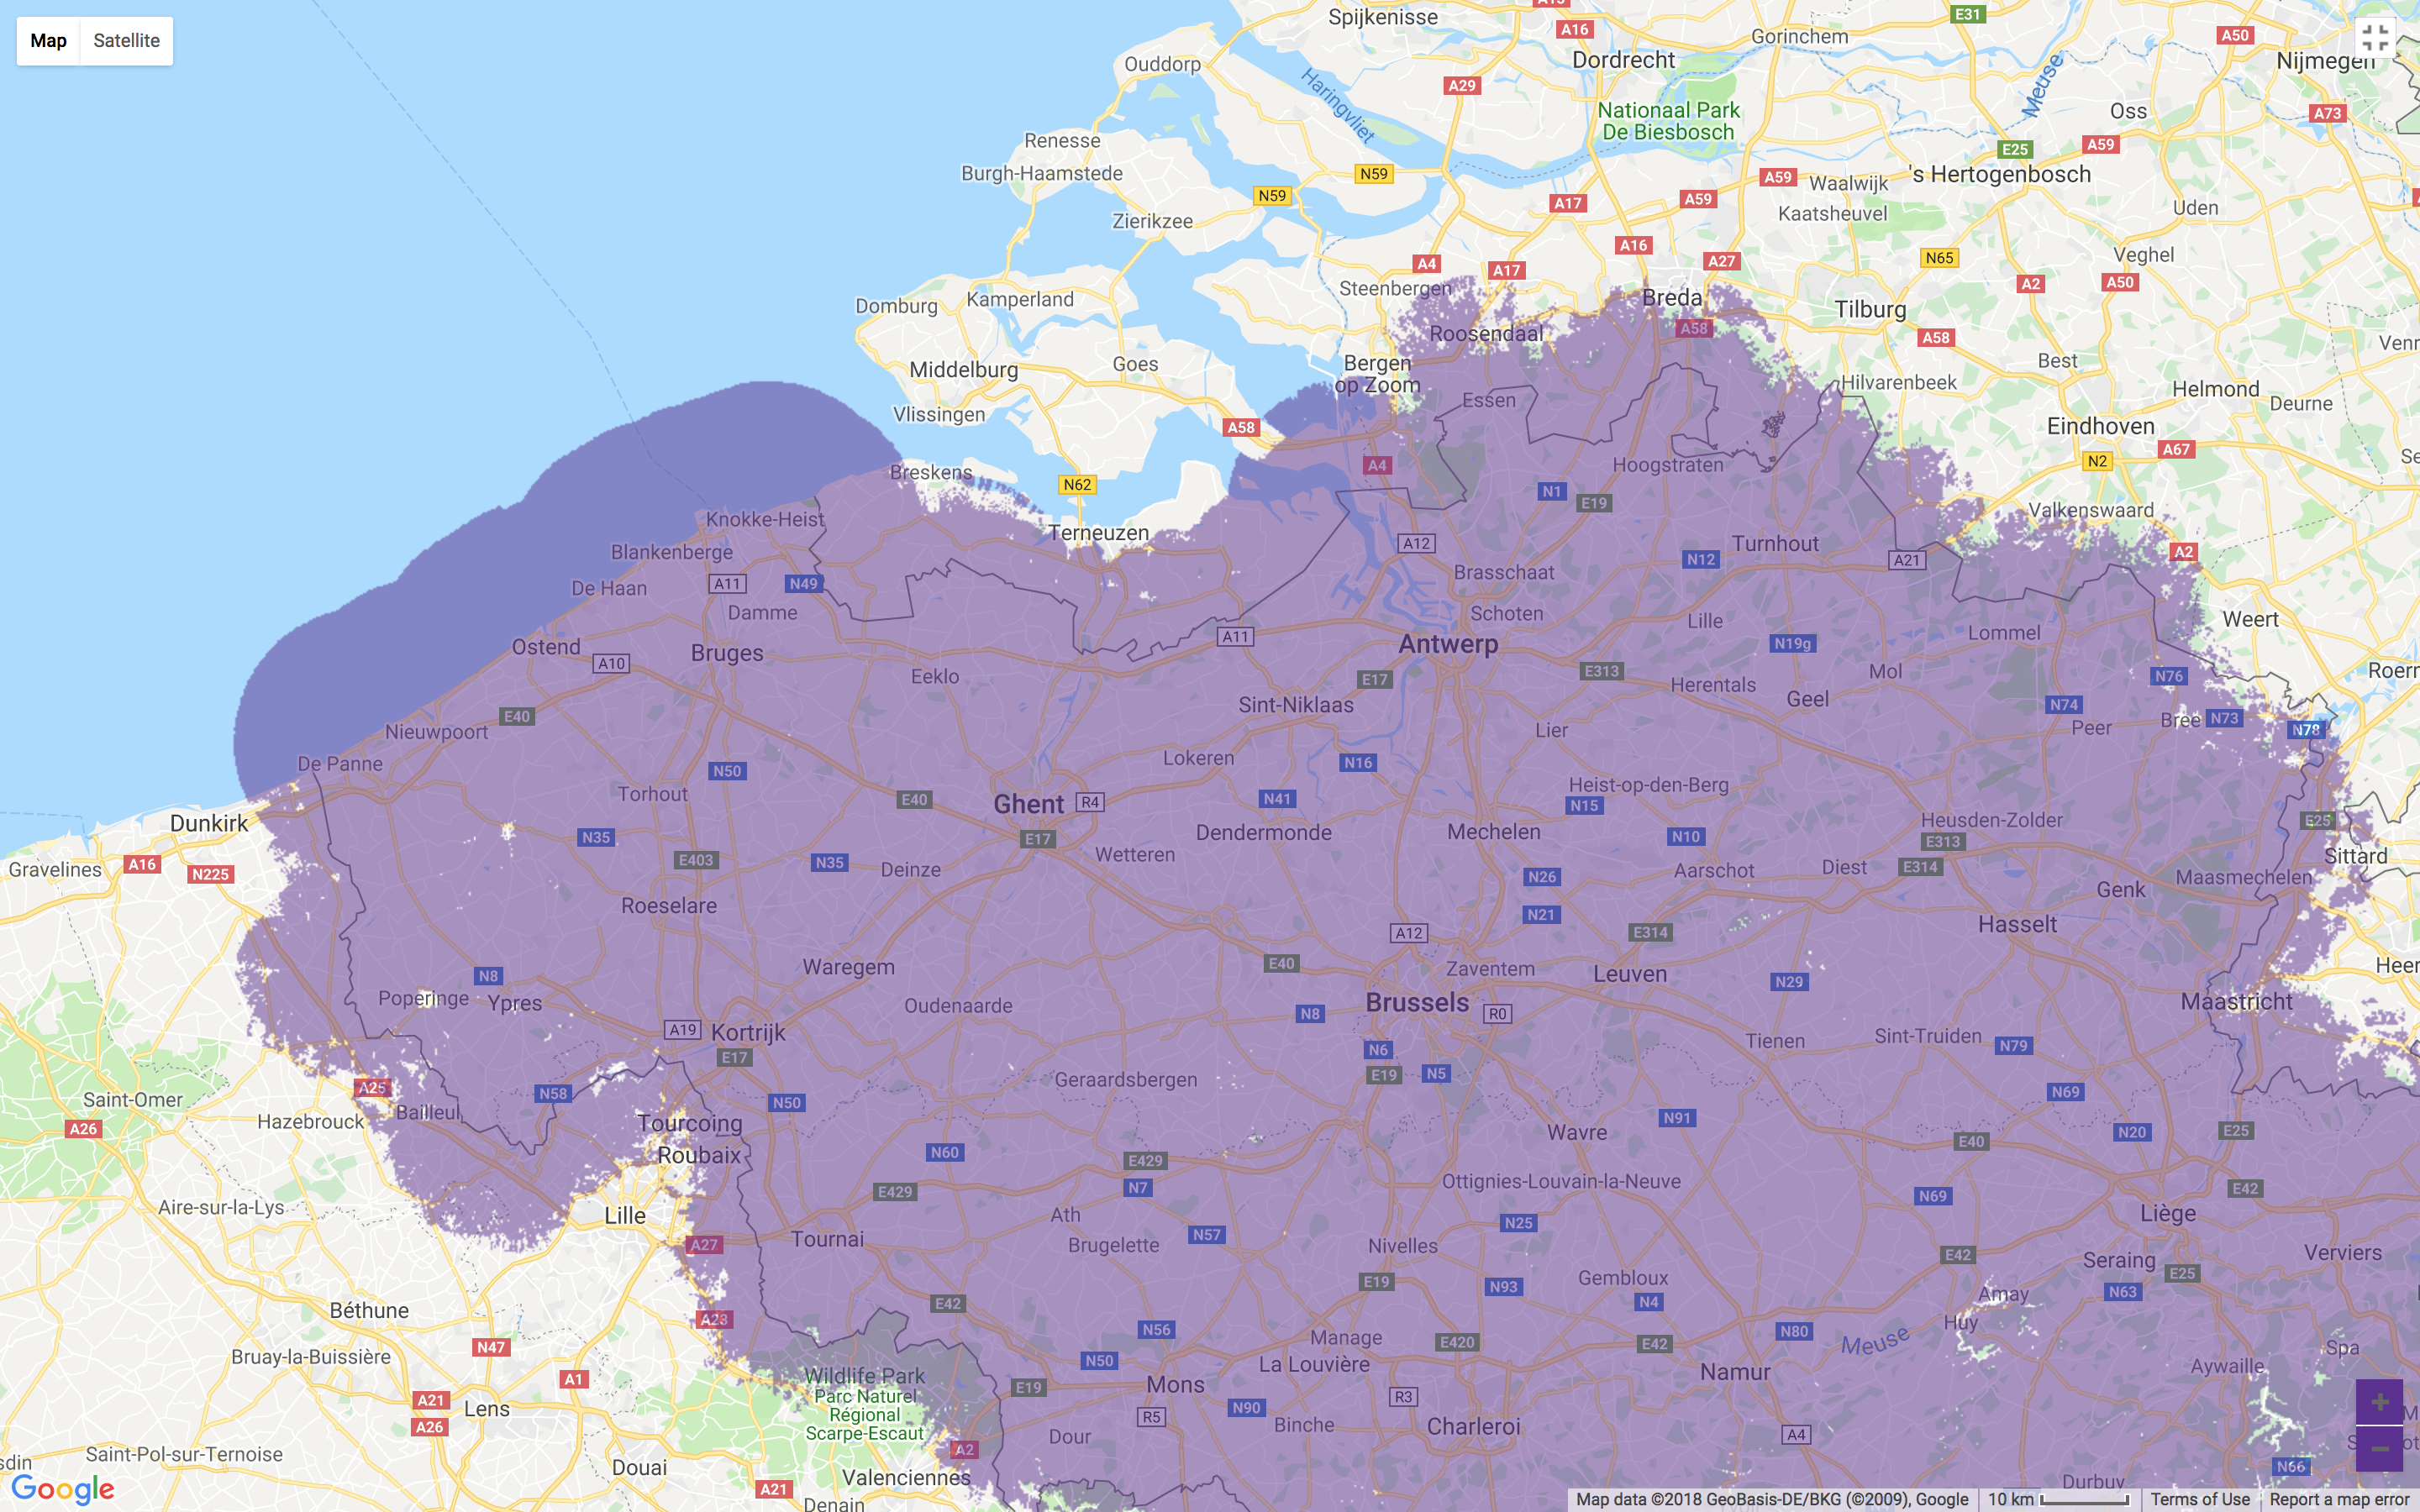 Map
Satellite
Spijkenisse
A15
A16
E31
Gorinchem
A50
Dordrecht
Nijmegen
Ouddorp
Haringvliet
A29
Nationaal Park
De Biesbosch
Meuse
Oss
A73
Renesse
E25
A59
Burgh-Haamstede
N59
N59
A59
Waalwijk
's Hertogenbosch
Zierikzee
A17
A59
Kaatsheuvel
Uden
A16
A4
A17
A27
N65
Veghel
Steenbergen
A2
A50
Domburg
Kamperland
Breda
Tilburg
Roosendaal
A58
A58
Middelburg
Goes
Bergen
op Zoom
Best
Hilvarenbeek
Helmond
Deurne
Essen
Vlissingen
A58
Eindhoven
A67
Breskens
N62
A4
Hoogstraten
N2
N1
E19
Knokke-Heist
Terneuzen
Valkenswaard
Blankenberge
A12
Turnhout
A2
De Haan
A11
N49
Brasschaat
N12
A21
Damme
Schoten
Lille
Weert
Ostend
A10
Bruges
A11
Antwerp
N19g
Lommel
Eeklo
E17
E313
Herentals
Mol
N76
Sint-Niklaas
Geel
N74
E40
Nieuwpoort
Lier
Peer
Bree
N73
N78
De Panne
N50
Lokeren
N16
Torhout
E40
Ghent
R4
N41
Heist-op-den-Berg
N15
Dunkirk
N35
E17
Dendermonde
Mechelen
N10
Heusden-Zolder
E25
E313
Gravelines
A16
N225
E403
N35
Deinze
Wetteren
N26
Aarschot
Diest
E314
Sittard
Roeselare
N21
Genk
Maasmechelen
A12
E314
Hasselt
N8
Waregem
E40
Zaventem
Leuven
N29
Poperinge
Ypres
Oudenaarde
N8
Brussels
R0
Maastricht
A19
Kortrijk
E17
N6
Tienen
Sint-Truiden
N79
A25
N58
Geraardsbergen
E19
N5
Saint-Omer
N50
N69
A26
Hazebrouck
Bailleul
Tourcoing
N91
Roubaix
N60
E429
Wavre
E40
N20
E25
E429
N7
Ottignies-Louvain-la-Neuve
N69
E42
Aire-sur-la-Lys
Lille
Ath
N57
N25
Liège
A27
Tournai
Brugelette
Nivelles
E42
Seraing
Verviers
E19
N93
Gembloux
E25
Béthune
A23
E42
N4
Amay
N63
N56
Manage
E420
E42
N80
Meuse
Huy
N47
Bruay-la-Buissière
N50
La Louvière
Spa
A1
Wildlife Park
Mons
Namur
Aywaille
A21
Lens
Parc Naturel
Régional
Scarpe-Escaut
E19
R5
N90
Binche
R3
Charleroi
A26
A2
Dour
A4
Saint-Pol-sur-Ternoise
Douai
Valenciennes
N66
Durbuy
A21
Denain
Google
Map data ©2018 GeoBasis-DE/BKG (©2009), Google
10 km
Terms of Use
Report a map error